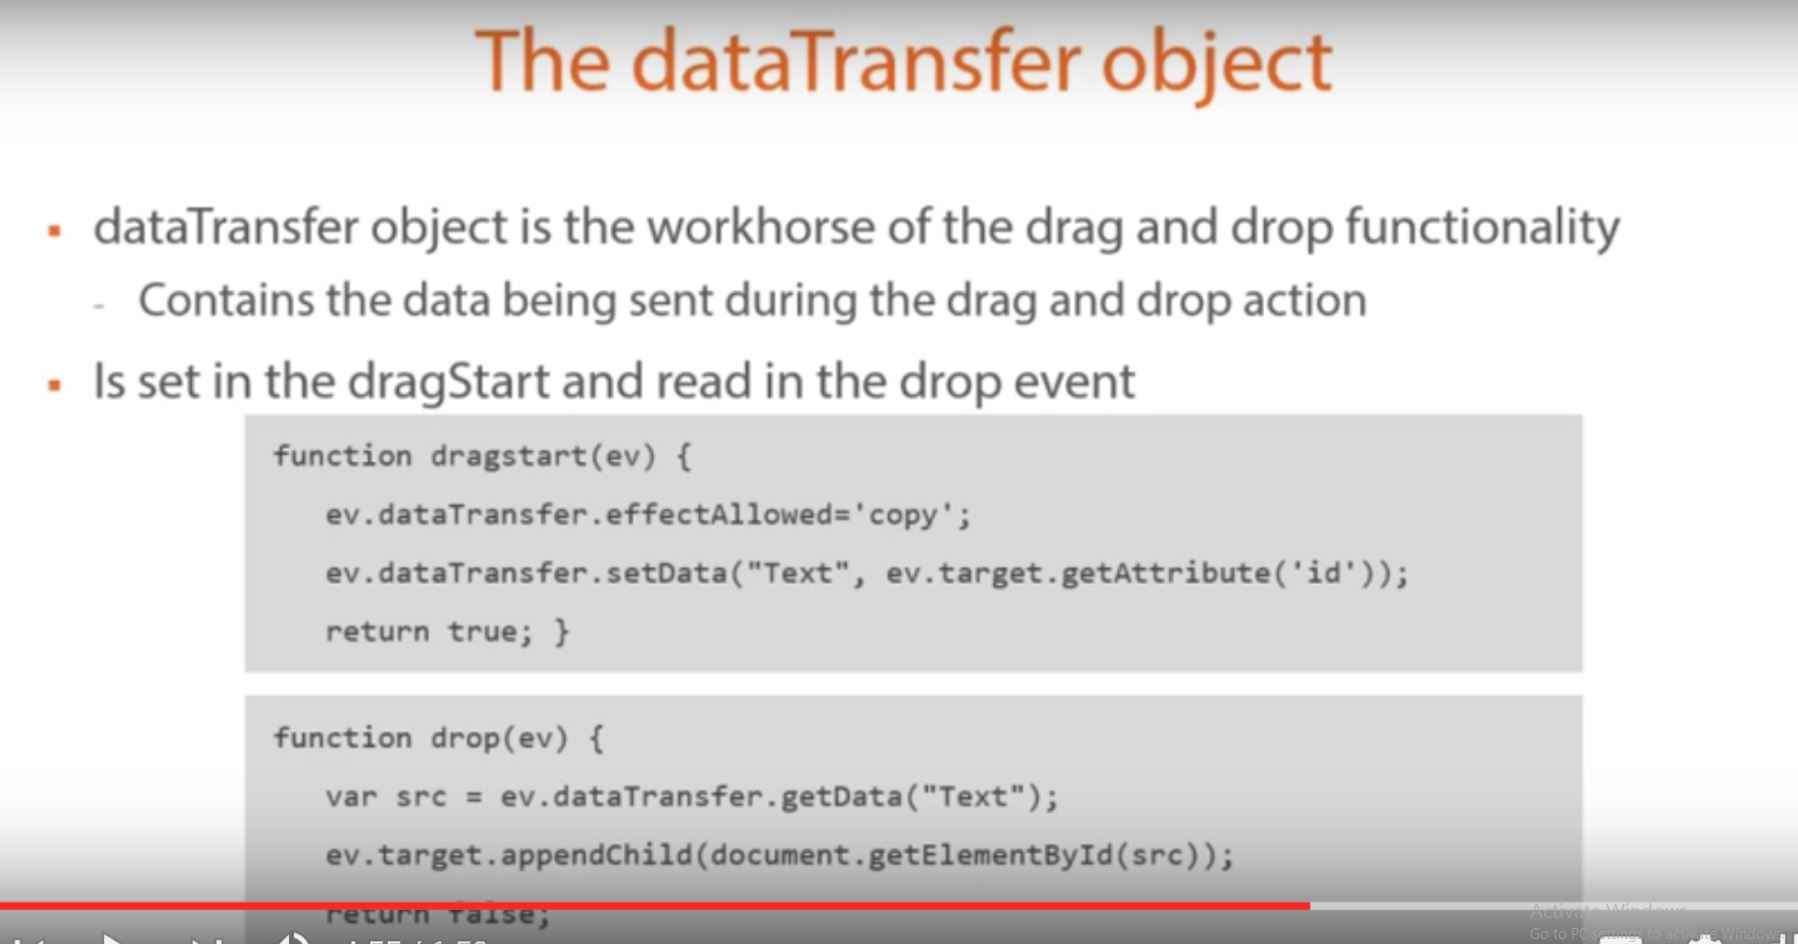 The dataTransfer object
dataTransfer object is the workhorse of the drag and drop functionality
- Contains the data being sent during the drag and drop action
Is set in the dragStart and read in the drop event
function dragstart(ev) {
ev.dataTransfer.effectAllowed='copy';
ev.dataTransfer.setData("Text", ev.target.getAttribute('id'));
return true; }
function drop(ev) {
var src = ev.dataTransfer.getData("Text");
ev.target.appendChild(document.getElementById(src));
return false;
Activate Windows
Go to PC settings to activate Windows